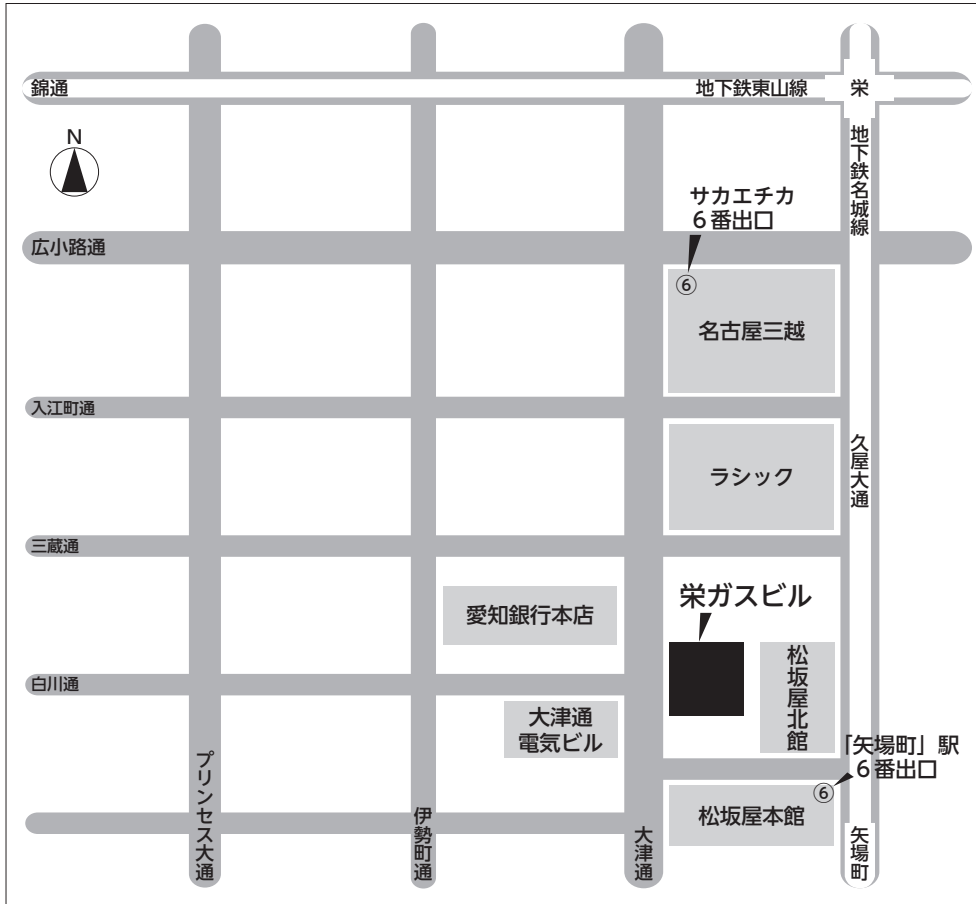 錦通
地下鉄東山線
栄
N
地下鉄名城線
サカエチカ
6番出口
広小路通
⑥
名古屋三越
入江町通
ラシック
久屋大通
三蔵通
栄ガスビル
愛知銀行本店
松坂屋北館
白川通
大津通
電気ビル
「矢場町」駅
6番出口
プリンセス大通
⑥
伊勢町通
大津通
松坂屋本館
矢場町